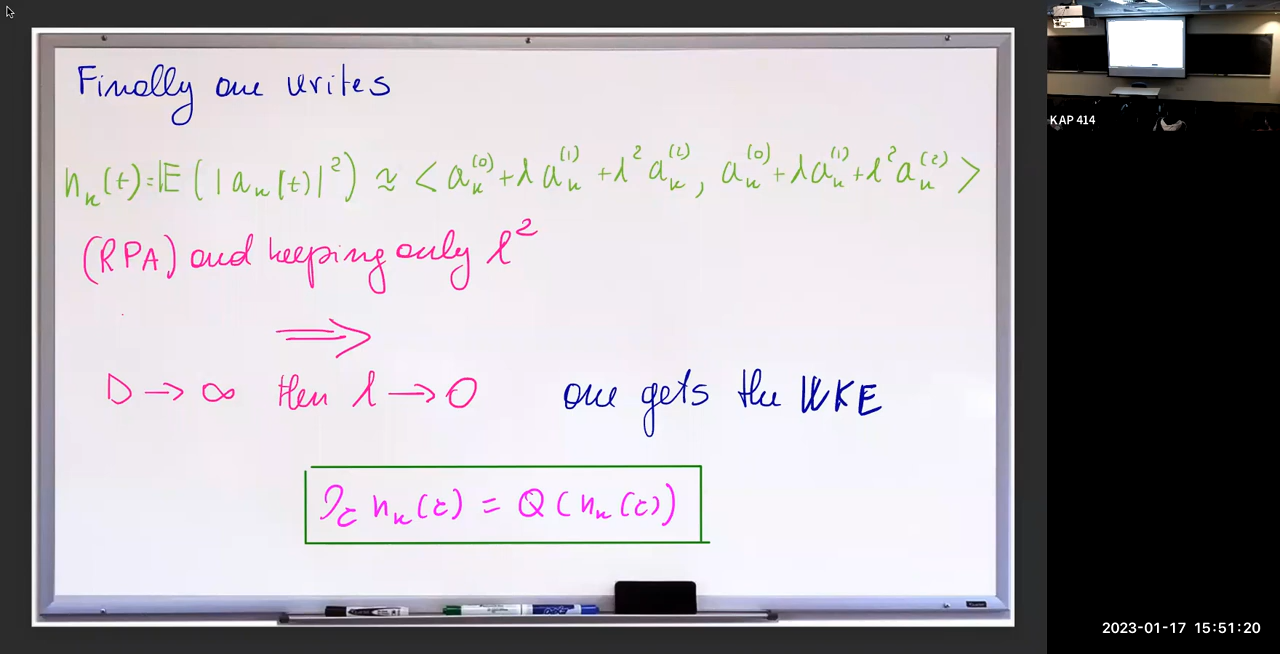 Finally one writes
n_k(t) = 𝔼(|a_k(t)|²) ≈ < a_k^(0) + λ a_k^(1) + λ² a_k^(2), a_k^(0) + λ a_k^(1) + λ² a_k^(2) >
(RPA) and keeping only λ²
⟹
D → ∞ then λ → 0 one gets the WKE
∂_τ n_k(τ) = Q(n_k(τ))
KAP 414
2023-01-17 15:51:20